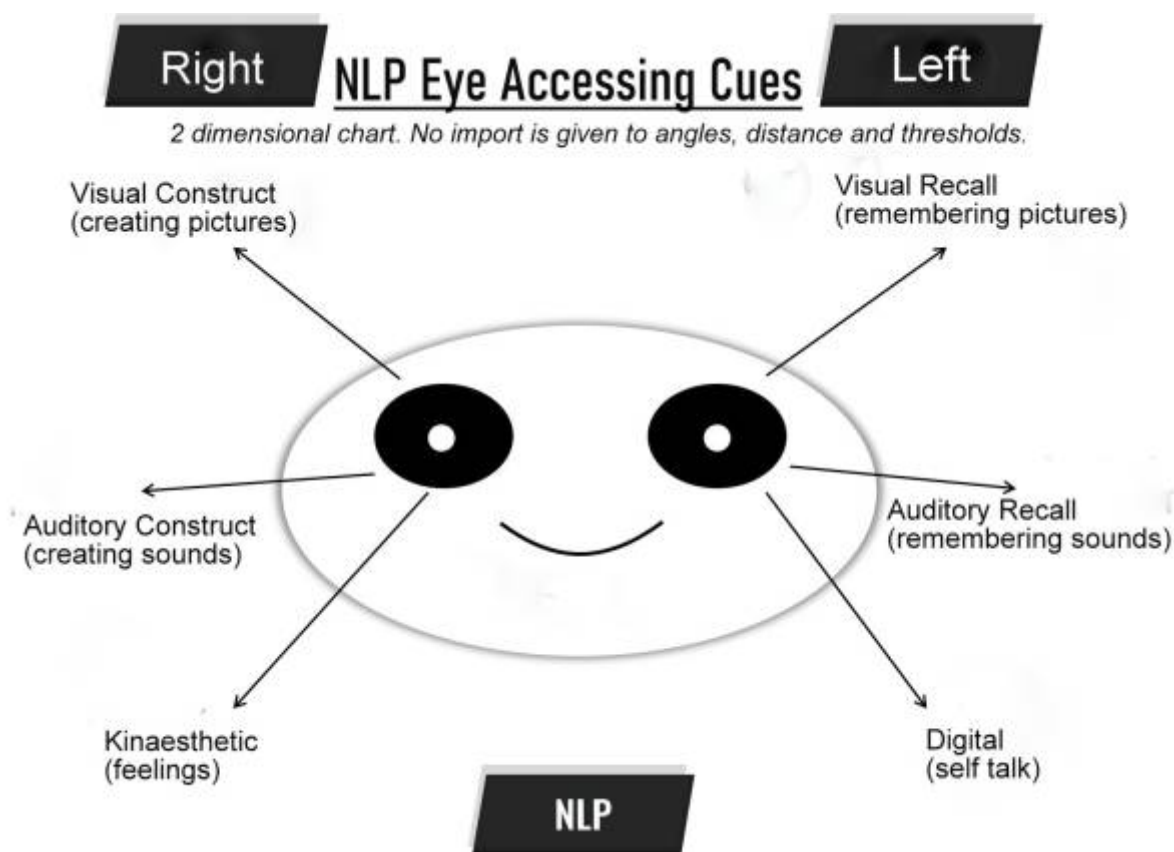 Right
NLP Eye Accessing Cues
Left
2 dimensional chart. No import is given to angles, distance and thresholds.
Visual Construct
(creating pictures)
Visual Recall
(remembering pictures)
Auditory Construct
(creating sounds)
Auditory Recall
(remembering sounds)
Kinaesthetic
(feelings)
Digital
(self talk)
NLP